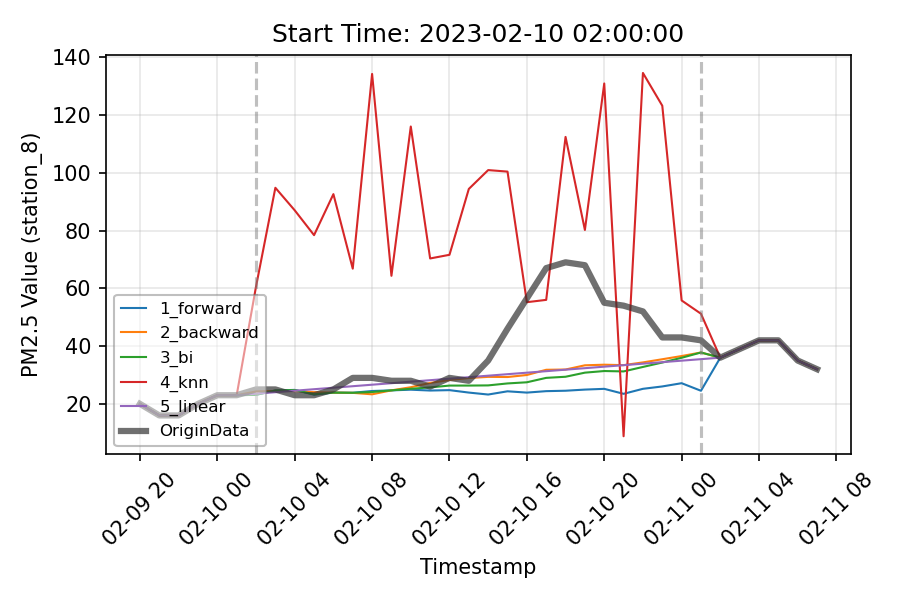 Start Time: 2023-02-10 02:00:00
PM2.5 Value (station_8)
140
120
100
80
60
40
20
1_forward
2_backward
3_bi
4_knn
5_linear
OriginData
02-09 20
02-10 00
02-10 04
02-10 08
02-10 12
02-10 16
02-10 20
02-11 00
02-11 04
02-11 08
Timestamp